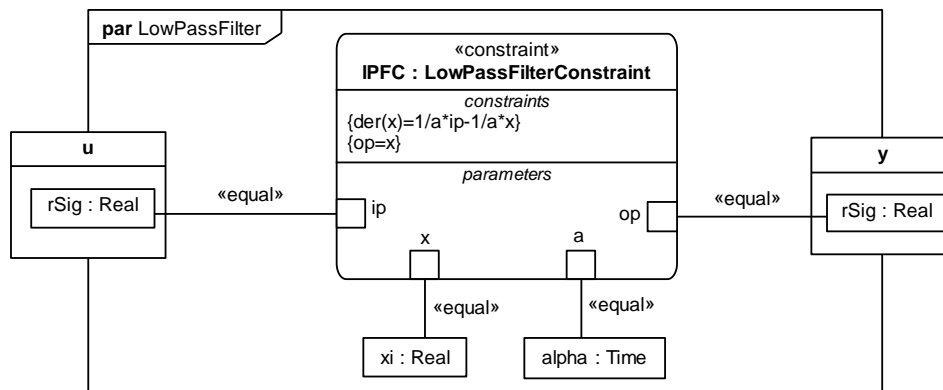 par LowPassFilter
«constraint»
IPFC : LowPassFilterConstraint
constraints
{der(x)=1/a*ip-1/a*x}
{op=x}
parameters
u
rSig : Real
«equal»
ip
op
«equal»
y
rSig : Real
x
a
«equal»
«equal»
xi : Real
alpha : Time